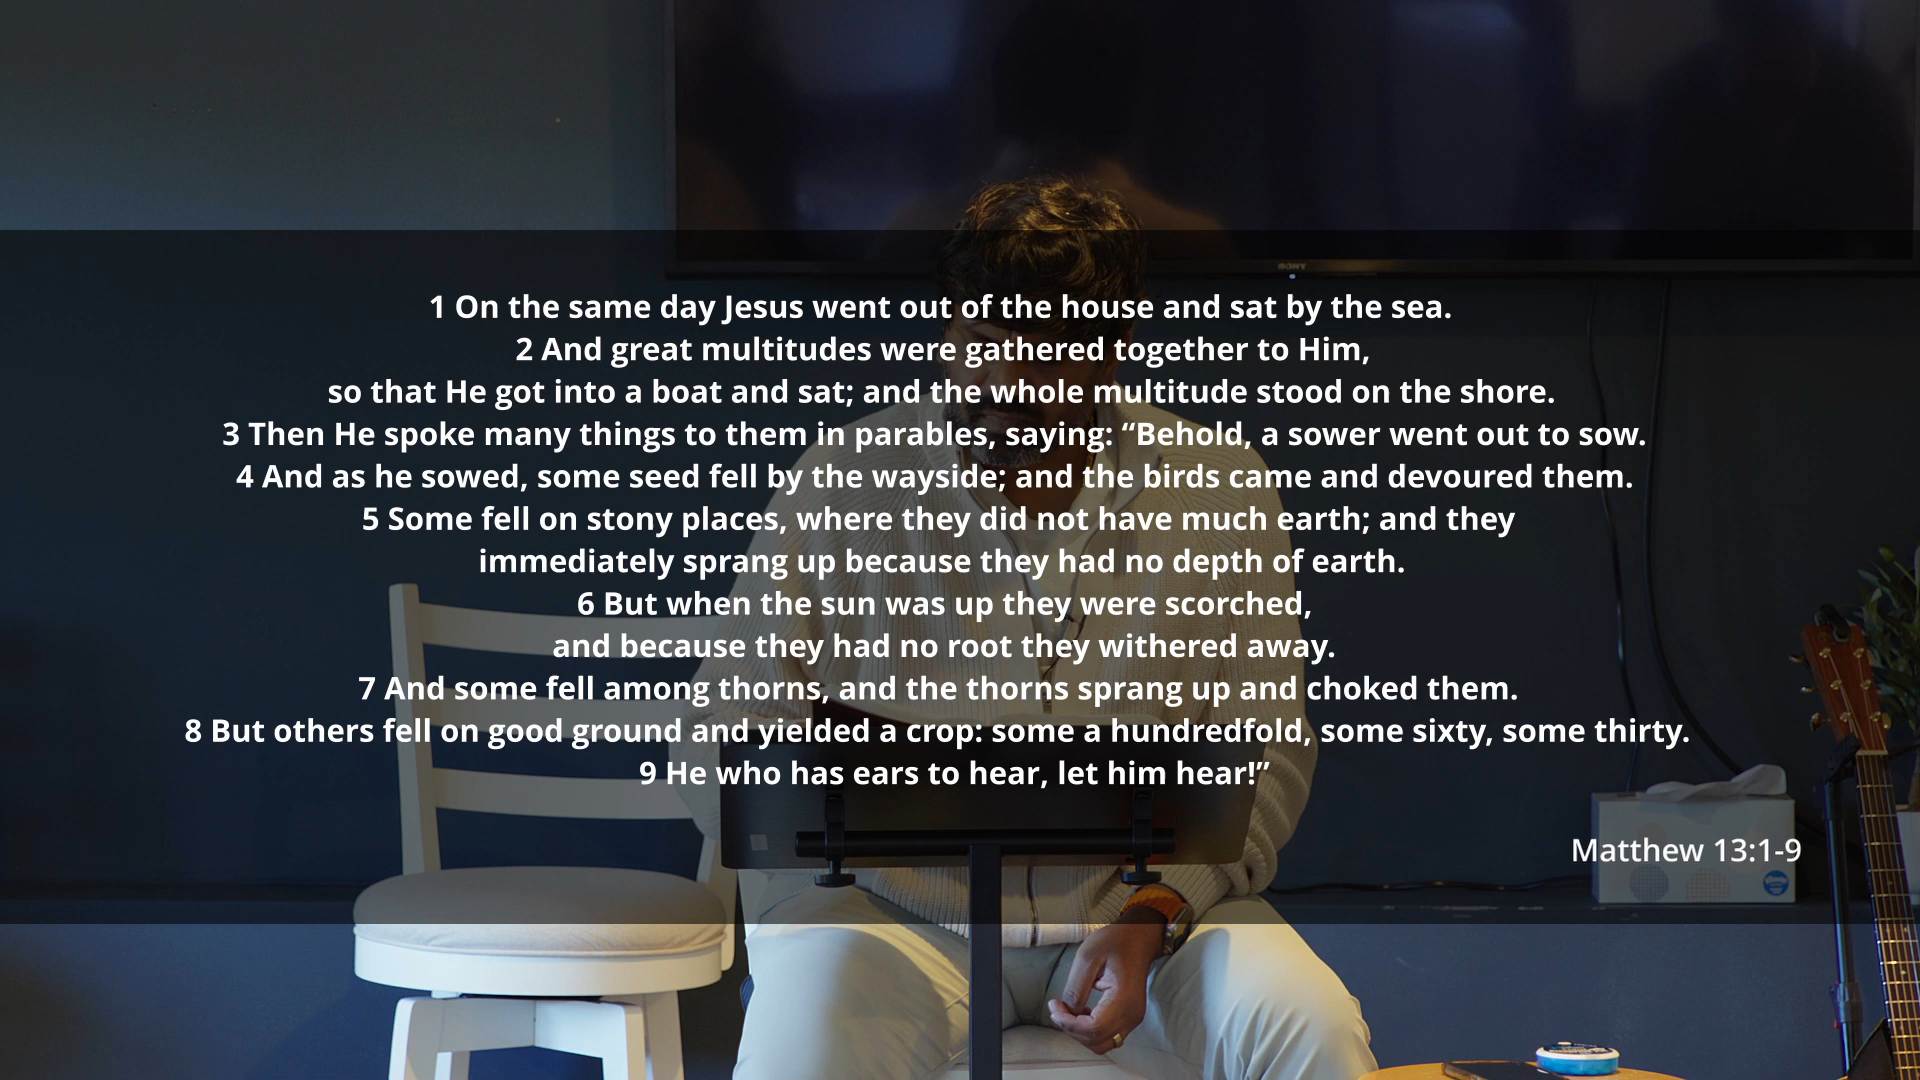 SONY
1 On the same day Jesus went out of the house and sat by the sea.
2 And great multitudes were gathered together to Him,
so that He got into a boat and sat; and the whole multitude stood on the shore.
3 Then He spoke many things to them in parables, saying: “Behold, a sower went out to sow.
4 And as he sowed, some seed fell by the wayside; and the birds came and devoured them.
5 Some fell on stony places, where they did not have much earth; and they
immediately sprang up because they had no depth of earth.
6 But when the sun was up they were scorched,
and because they had no root they withered away.
7 And some fell among thorns, and the thorns sprang up and choked them.
8 But others fell on good ground and yielded a crop: some a hundredfold, some sixty, some thirty.
9 He who has ears to hear, let him hear!”
Matthew 13:1-9